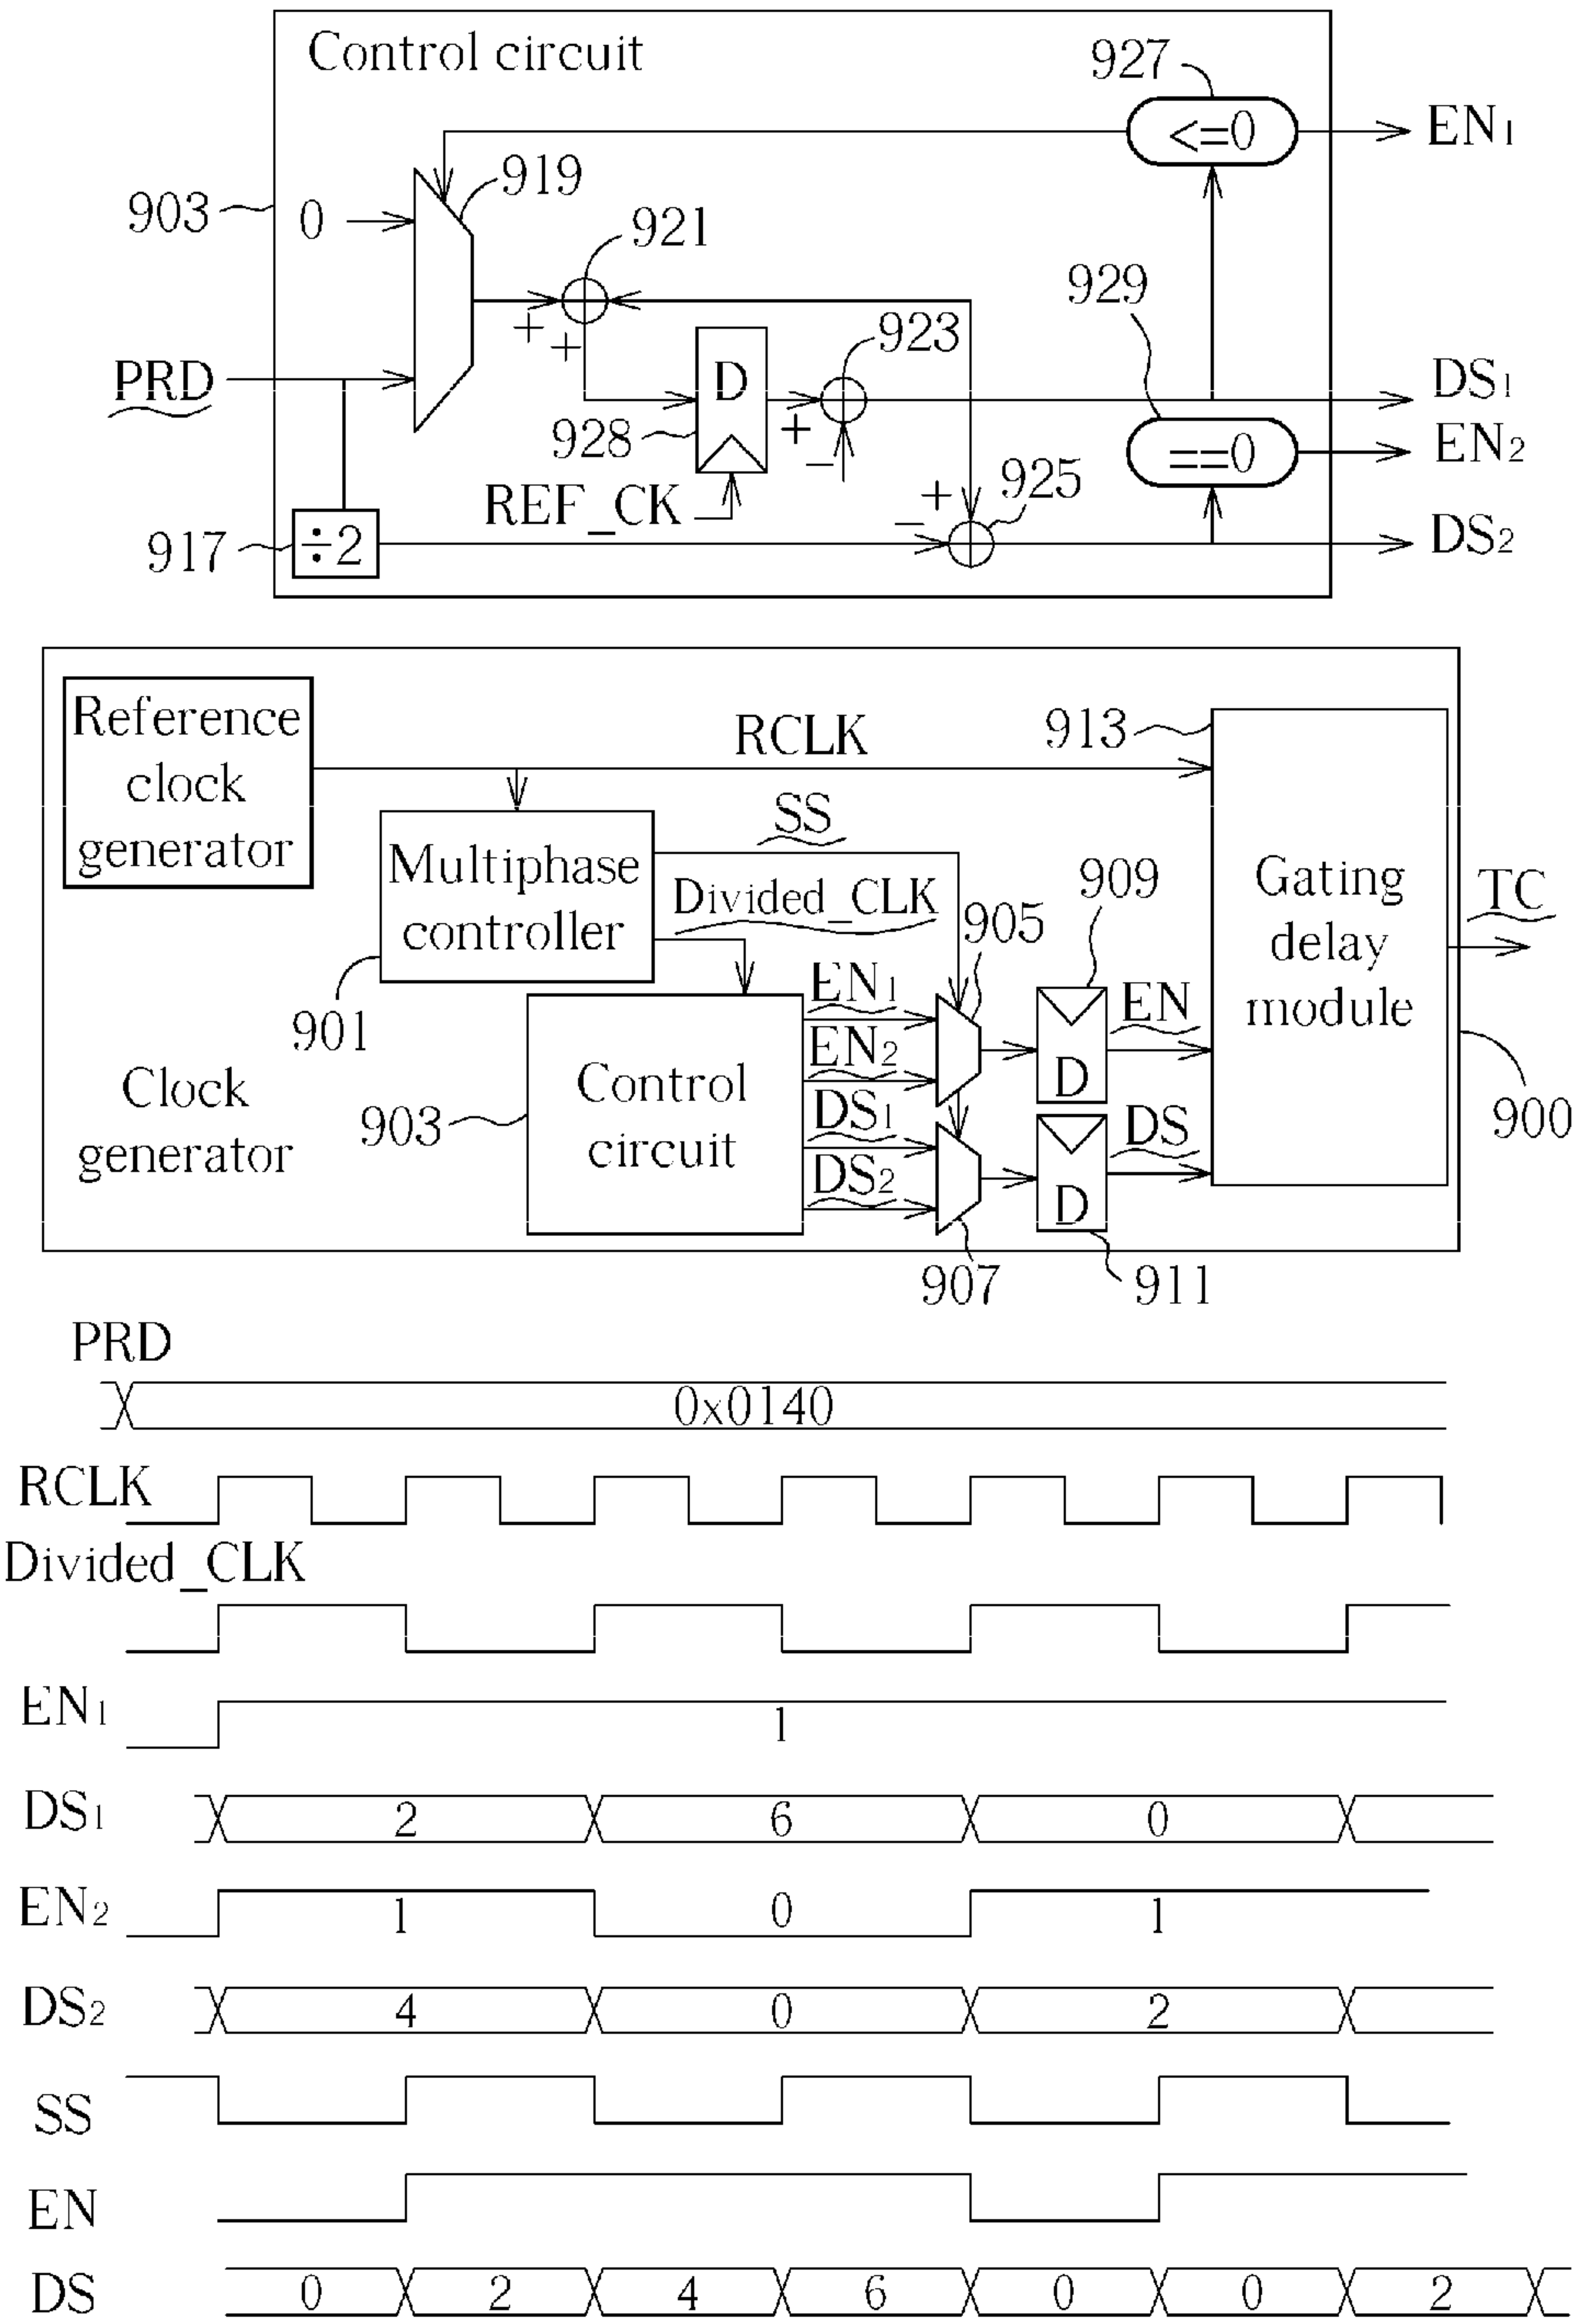 Control circuit
927
<=0
EN1
903
0
919
921
929
923
PRD
D
DS1
928
==0
EN2
REF_CK
925
917
÷2
DS2
+
+
+
−
+
−
Reference
clock
generator
RCLK
913
SS
Multiphase
controller
Divided_CLK
905
909
Gating
delay
module
TC
901
EN1
EN
EN2
D
Clock
generator
903
Control
circuit
DS1
DS
DS2
D
900
907
911
PRD
0x0140
RCLK
Divided_CLK
EN1
1
DS1
2 6 0
EN2
1 0 1
DS2
4 0 2
SS
EN
DS
0 2 4 6 0 0 2